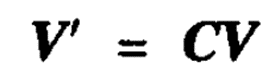 V' = CV